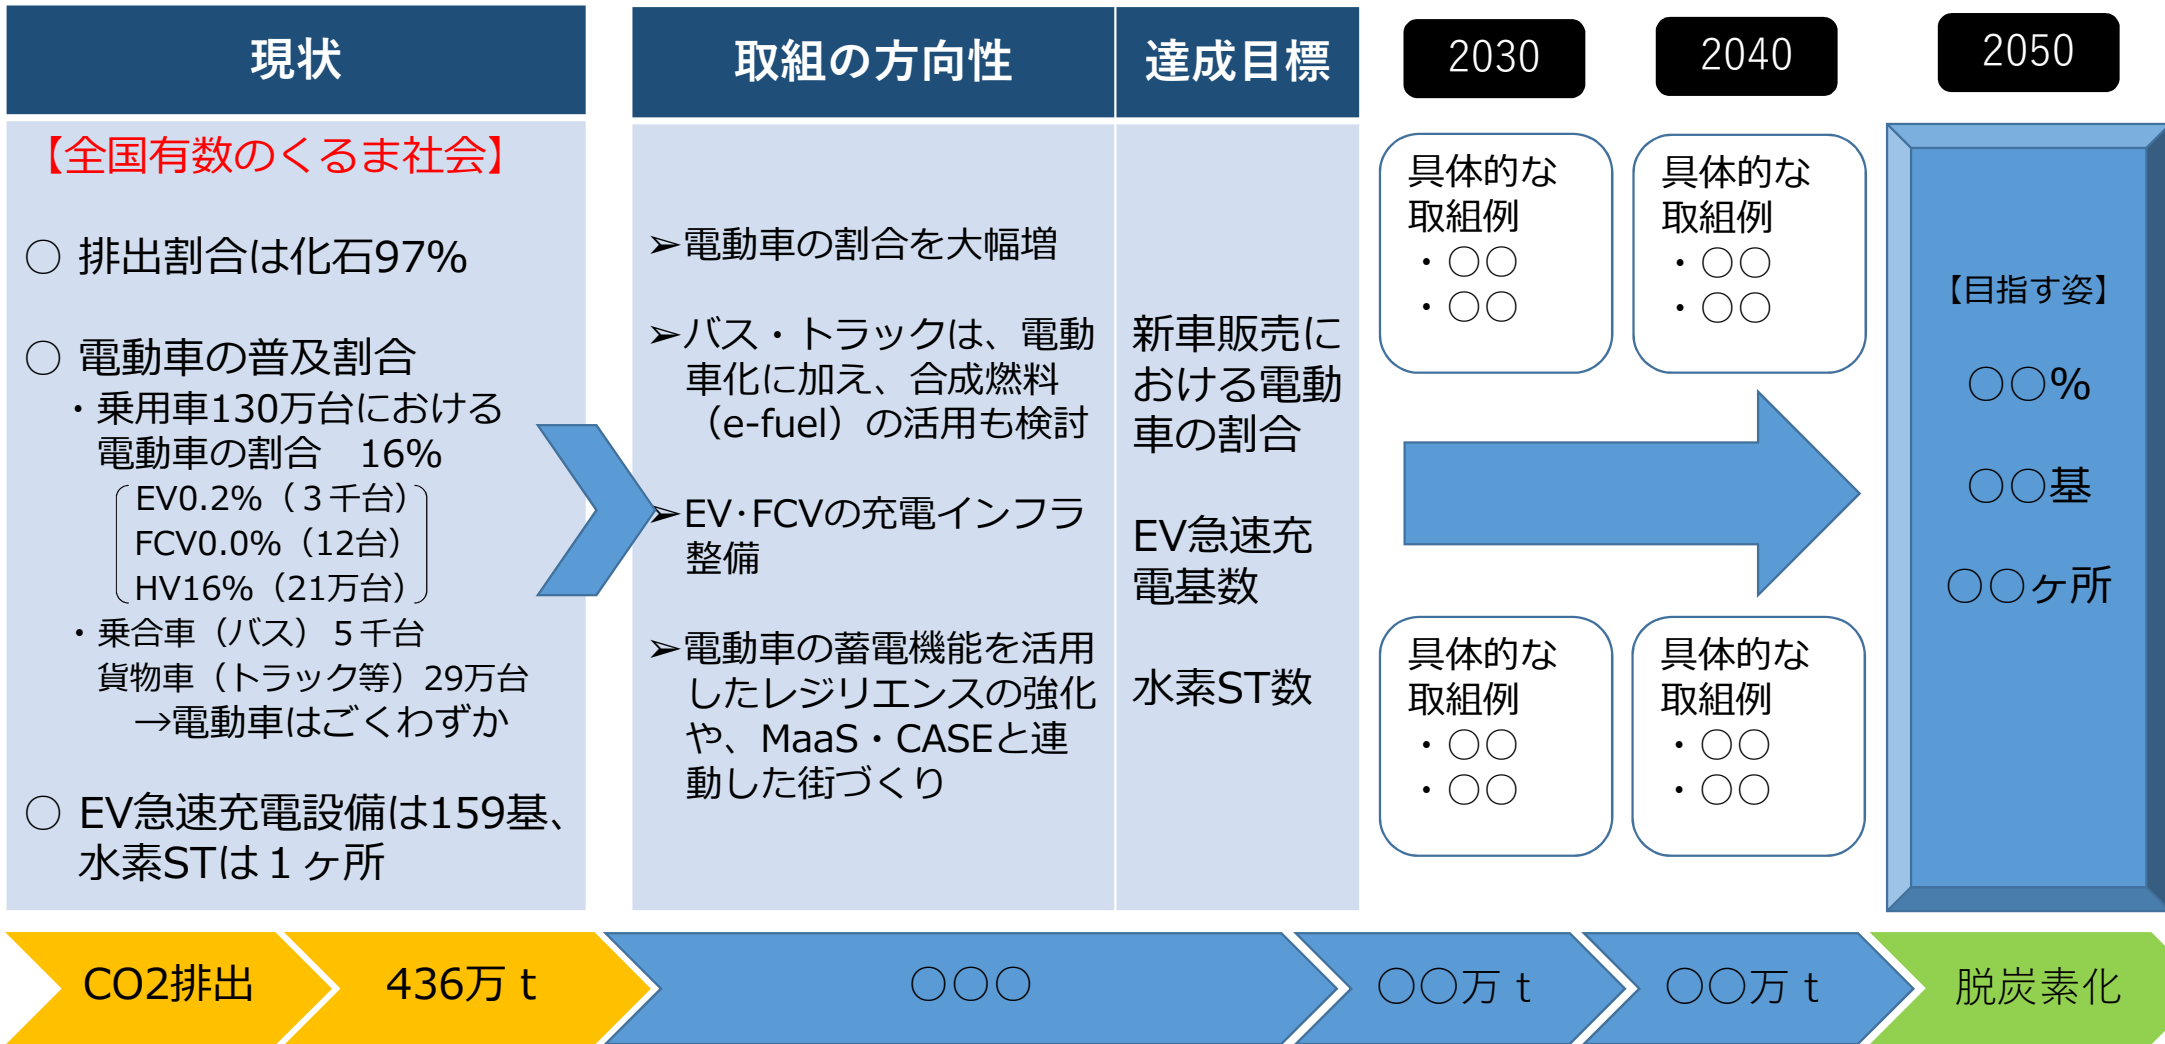 現状
【全国有数のくるま社会】
○ 排出割合は化石97%
○ 電動車の普及割合
・乗用車130万台における
電動車の割合　16%
EV0.2%（３千台）
FCV0.0%（12台）
HV16%（21万台）
・乗合車（バス）５千台
貨物車（トラック等）29万台
→電動車はごくわずか
○ EV急速充電設備は159基、
水素STは１ヶ所
取組の方向性
➢電動車の割合を大幅増
➢バス・トラックは、電動
車化に加え、合成燃料
（e-fuel）の活用も検討
➢EV･FCVの充電インフラ
整備
➢電動車の蓄電機能を活用
したレジリエンスの強化
や、MaaS・CASEと連
動した街づくり
達成目標
新車販売に
おける電動
車の割合
EV急速充
電基数
水素ST数
2030
具体的な
取組例
・○○
・○○
具体的な
取組例
・○○
・○○
2040
具体的な
取組例
・○○
・○○
具体的な
取組例
・○○
・○○
2050
【目指す姿】
○○%
○○基
○○ヶ所
CO2排出
436万ｔ
○○○
○○万ｔ
○○万ｔ
脱炭素化